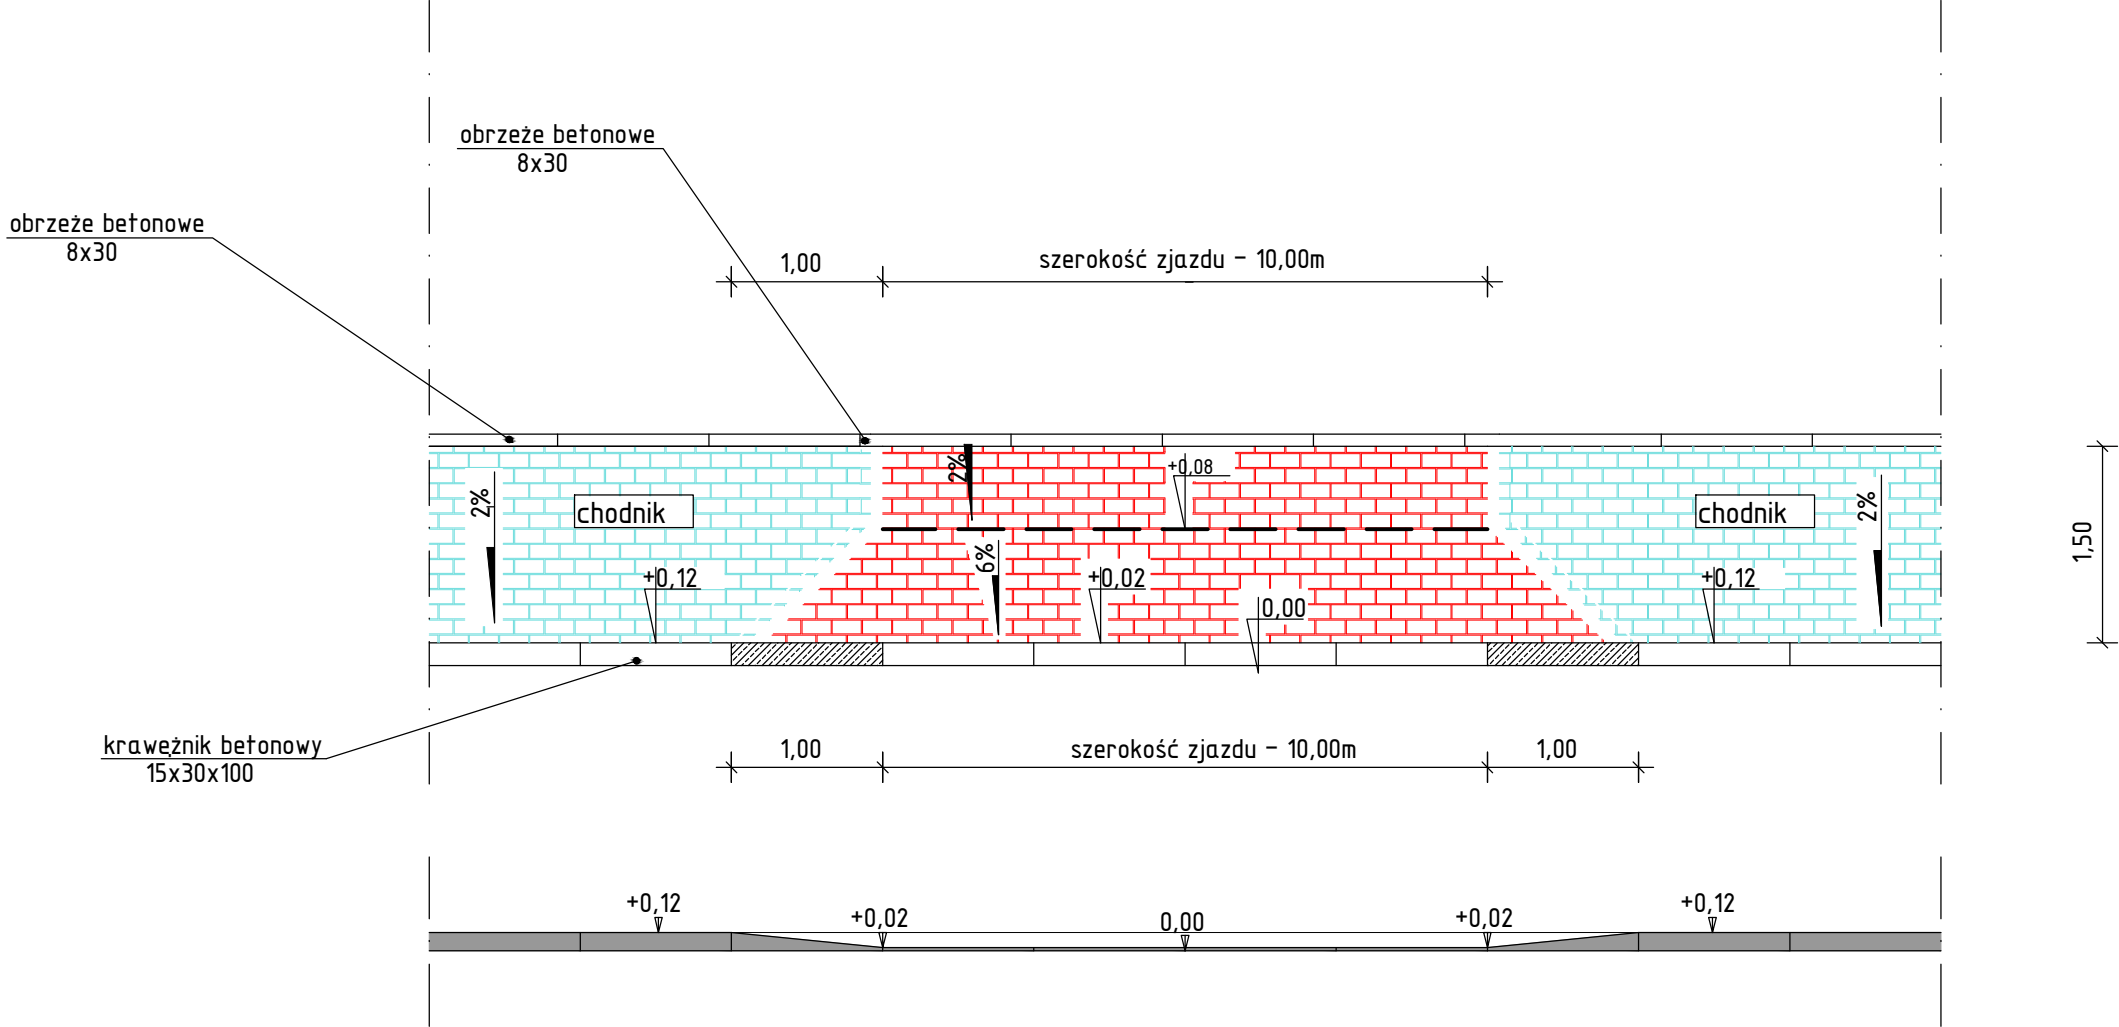 obrzeże betonowe
8x30
obrzeże betonowe
8x30
1,00
szerokość zjazdu - 10,00m
2%
chodnik
+0,12
2%
6%
+0,08
+0,02
0,00
chodnik
+0,12
2%
1,50
krawężnik betonowy
15x30x100
1,00
szerokość zjazdu - 10,00m
1,00
+0,12
+0,02
0,00
+0,02
+0,12